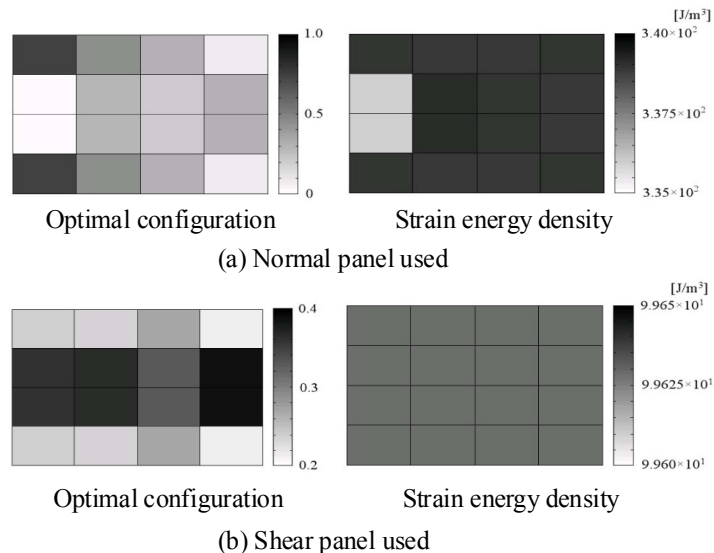 [J/m³]
1.0
0.5
0
3.40×10²
3.375×10²
3.35×10²
Optimal configuration
Strain energy density
(a) Normal panel used
[J/m³]
0.4
0.3
0.2
9.965×10¹
9.9625×10¹
9.960×10¹
Optimal configuration
Strain energy density
(b) Shear panel used